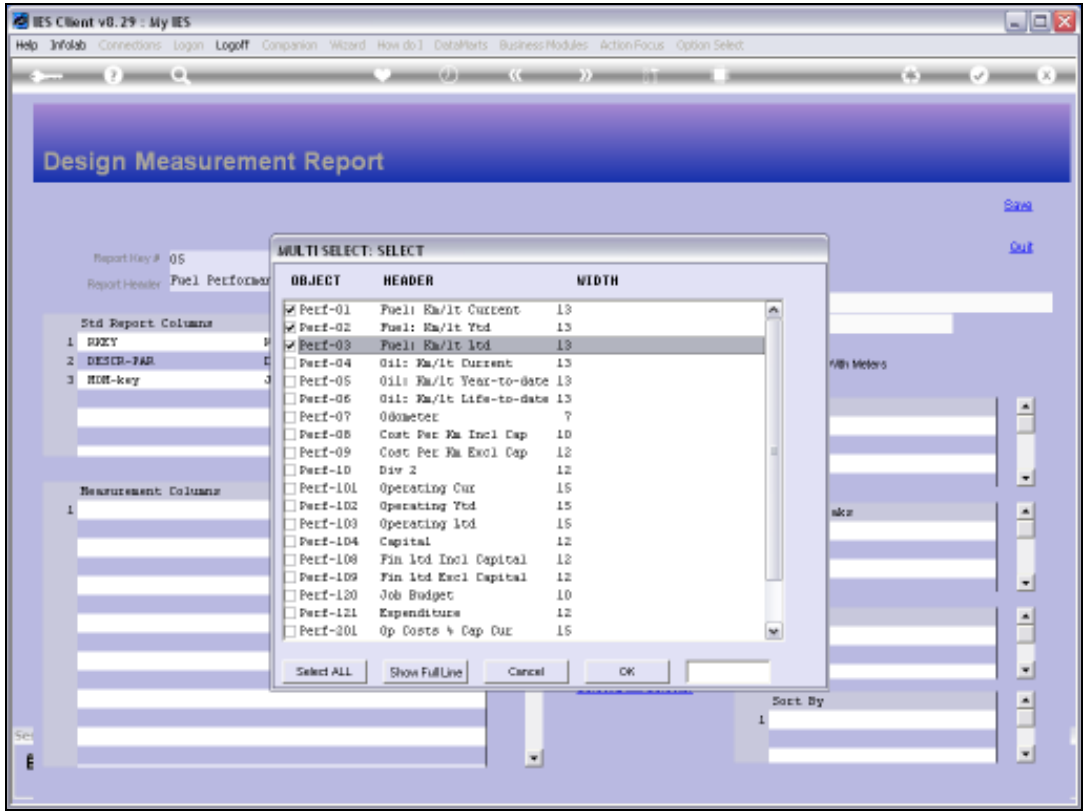 IES Client v8.29 : My IES
Help Infolab Connections Logon Logoff Companion Wizard How do I DataMarts Business Modules Action Focus Option Select
Design Measurement Report
Save
Quit
Report Key # 05
Report Header Fuel Performan
MULTI SELECT: SELECT
OBJECT HEADER WIDTH
Perf-01 Fuel: Km/lt Current 13
Perf-02 Fuel: Km/lt Ytd 13
Perf-03 Fuel: Km/lt ltd 13
Perf-04 Oil: Km/lt Current 13
Perf-05 Oil: Km/lt Year-to-date 13
Perf-06 Oil: Km/lt Life-to-date 13
Perf-07 Odometer 7
Perf-08 Cost Per Km Incl Cap 10
Perf-09 Cost Per Km Excl Cap 12
Perf-10 Div 2 12
Perf-101 Operating Cur 15
Perf-102 Operating Ytd 15
Perf-103 Operating ltd 15
Perf-104 Capital 12
Perf-108 Fin ltd Incl Capital 12
Perf-109 Fin ltd Excl Capital 12
Perf-120 Job Budget 10
Perf-121 Expenditure 12
Perf-201 Op Costs & Cap Cur 15
Select ALL Show Full Line Cancel OK
Std Report Columns
1 RKEY
2 DESCR-PAR D
3 MDM-key J
With Meters
Measurement Columns
1
aks
Sort By
1
Se